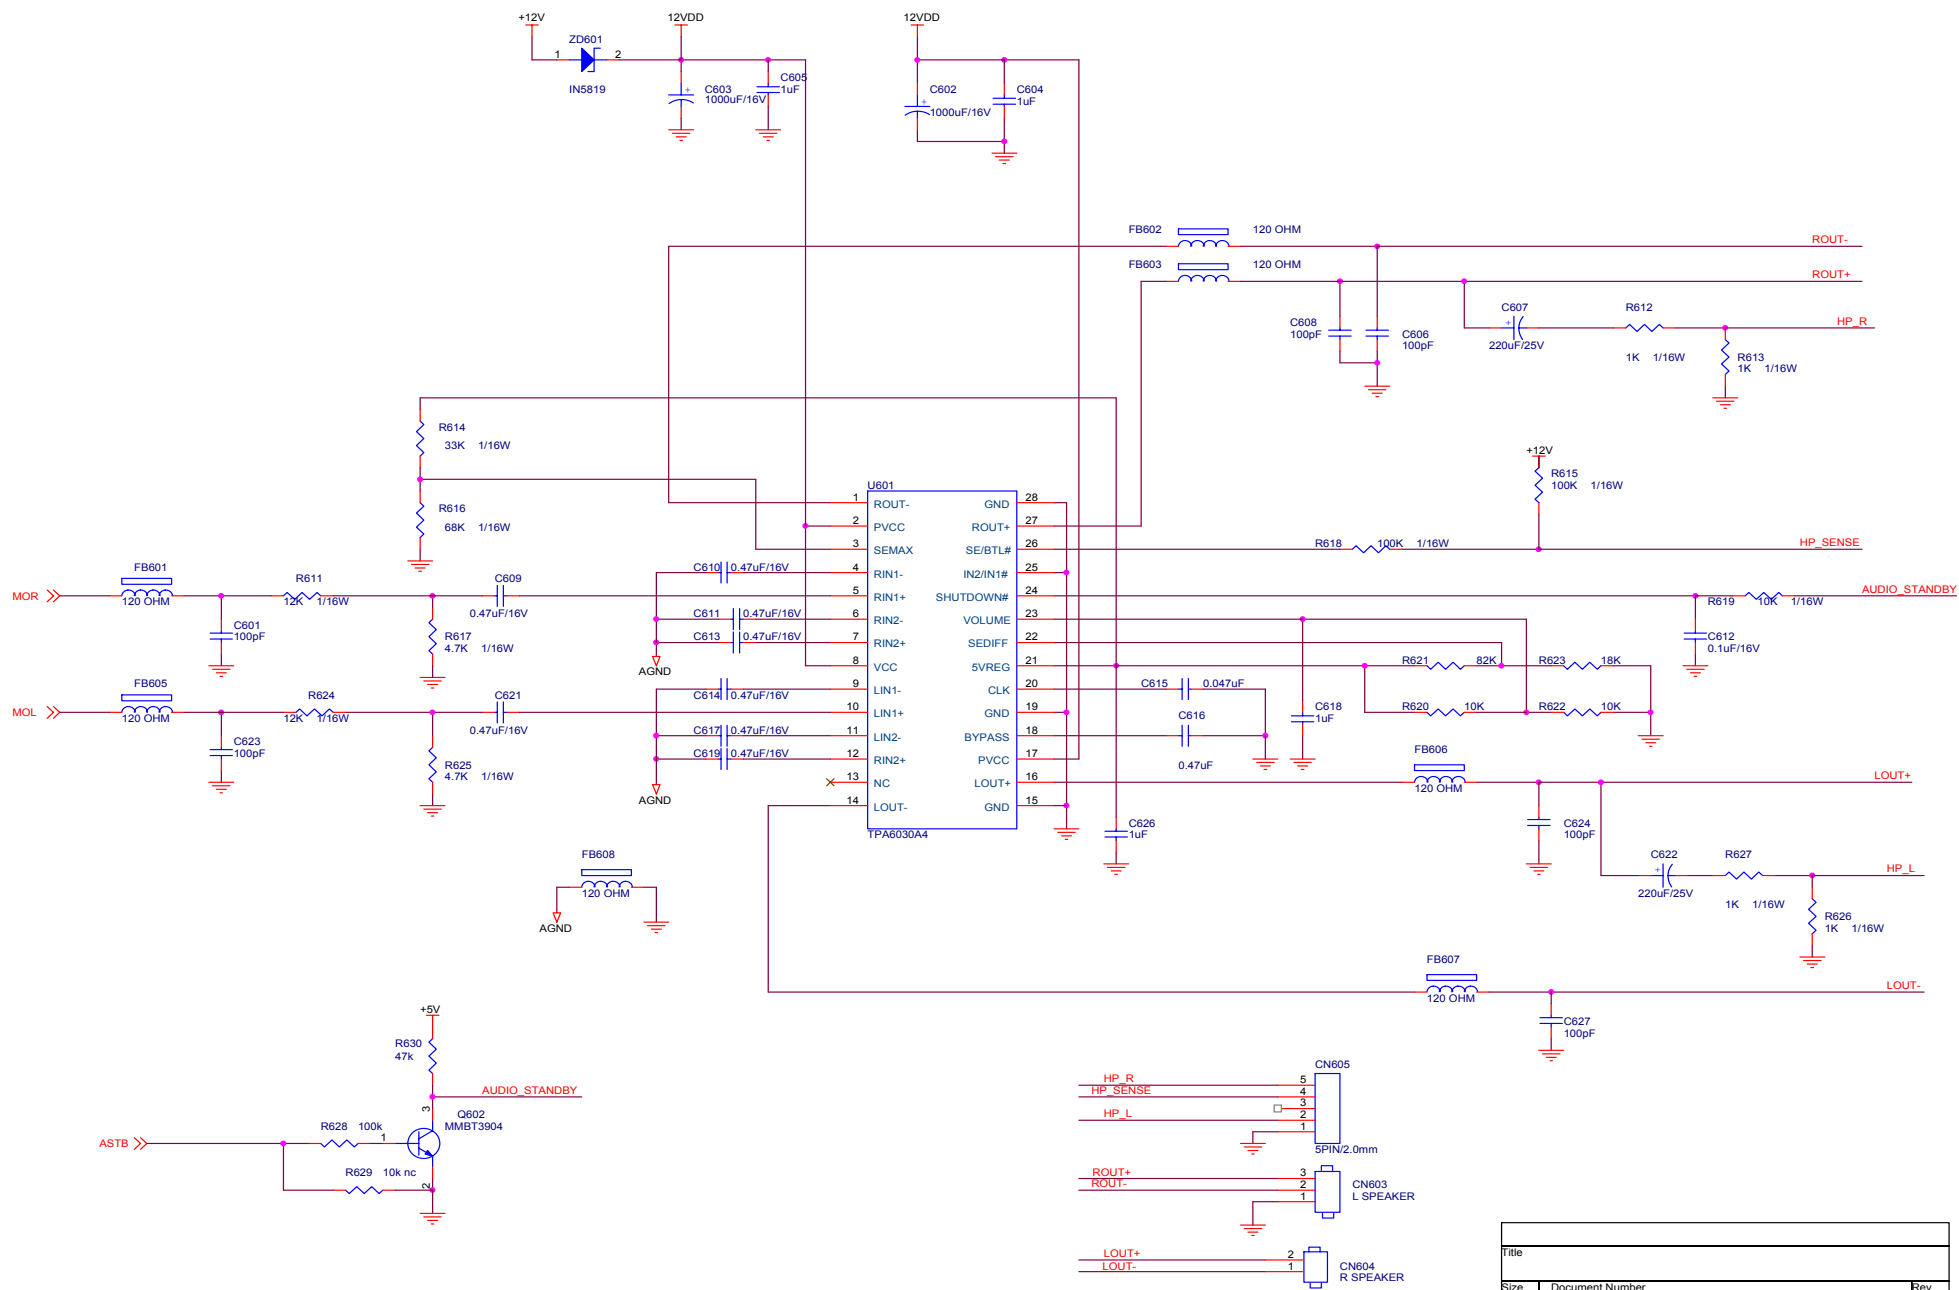 +12V
12VDD
12VDD
ZD601
1
2
IN5819
C603
1000uF/16V
C605
1uF
C602
1000uF/16V
C604
1uF
FB602
120 OHM
ROUT-
FB603
120 OHM
ROUT+
C608
100pF
C606
100pF
C607
220uF/25V
R612
1K 1/16W
HP_R
R613
1K 1/16W
R614
33K 1/16W
R616
68K 1/16W
+12V
R615
100K 1/16W
R618
100K 1/16W
HP_SENSE
U601
1
ROUT-
GND
28
2
PVCC
ROUT+
27
3
SEMAX
SE/BTL#
26
4
RIN1-
IN2/IN1#
25
5
RIN1+
SHUTDOWN#
24
6
RIN2-
VOLUME
23
7
RIN2+
SEDIFF
22
8
VCC
5VREG
21
9
LIN1-
CLK
20
10
LIN1+
GND
19
11
LIN2-
BYPASS
18
12
RIN2+
PVCC
17
13
NC
LOUT+
16
14
LOUT-
GND
15
TPA6030A4
MOR
FB601
120 OHM
R611
12K 1/16W
C609
0.47uF/16V
C601
100pF
R617
4.7K 1/16W
MOL
FB605
120 OHM
R624
12K 1/16W
C621
0.47uF/16V
C623
100pF
R625
4.7K 1/16W
C610
0.47uF/16V
C611
0.47uF/16V
C613
0.47uF/16V
AGND
C614
0.47uF/16V
C617
0.47uF/16V
C619
0.47uF/16V
AGND
R619
10K 1/16W
AUDIO_STANDBY
C612
0.1uF/16V
R621
82K
R623
18K
R620
10K
R622
10K
C615
0.047uF
C616
0.47uF
C618
1uF
C626
1uF
FB606
120 OHM
LOUT+
C624
100pF
C622
220uF/25V
R627
1K 1/16W
HP_L
R626
1K 1/16W
FB607
120 OHM
LOUT-
C627
100pF
FB608
120 OHM
AGND
+5V
R630
47k
AUDIO_STANDBY
3
Q602
MMBT3904
ASTB
R628 100k
1
R629 10k nc
2
CN605
HP_R
5
HP_SENSE
4
3
HP_L
2
1
5PIN/2.0mm
ROUT+
3
ROUT-
2
1
CN603
L SPEAKER
LOUT+
2
LOUT-
1
CN604
R SPEAKER
Title
Size
Document Number
Rev